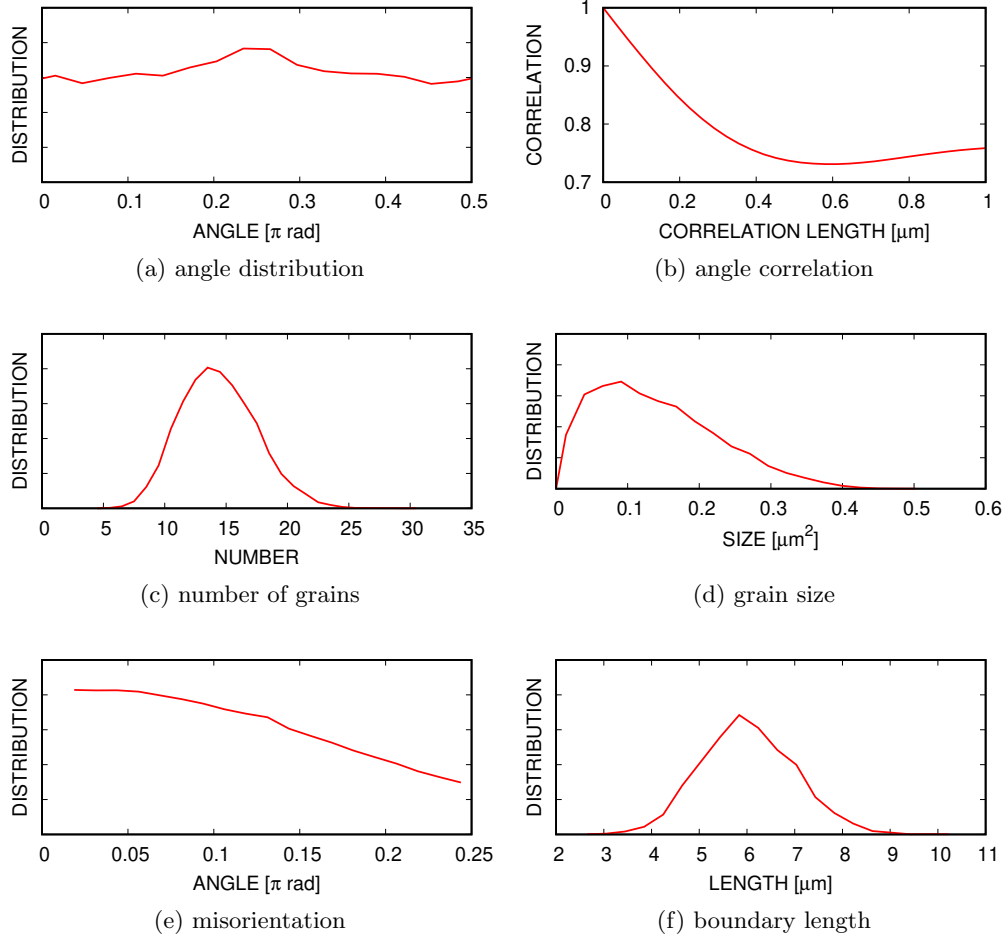 DISTRIBUTION
0 0.1 0.2 0.3 0.4 0.5
ANGLE [π rad]
(a) angle distribution
CORRELATION
1
0.9
0.8
0.7
0 0.2 0.4 0.6 0.8 1
CORRELATION LENGTH [μm]
(b) angle correlation
DISTRIBUTION
0 5 10 15 20 25 30 35
NUMBER
(c) number of grains
DISTRIBUTION
0 0.1 0.2 0.3 0.4 0.5 0.6
SIZE [μm²]
(d) grain size
DISTRIBUTION
0 0.05 0.1 0.15 0.2 0.25
ANGLE [π rad]
(e) misorientation
DISTRIBUTION
2 3 4 5 6 7 8 9 10 11
LENGTH [μm]
(f) boundary length